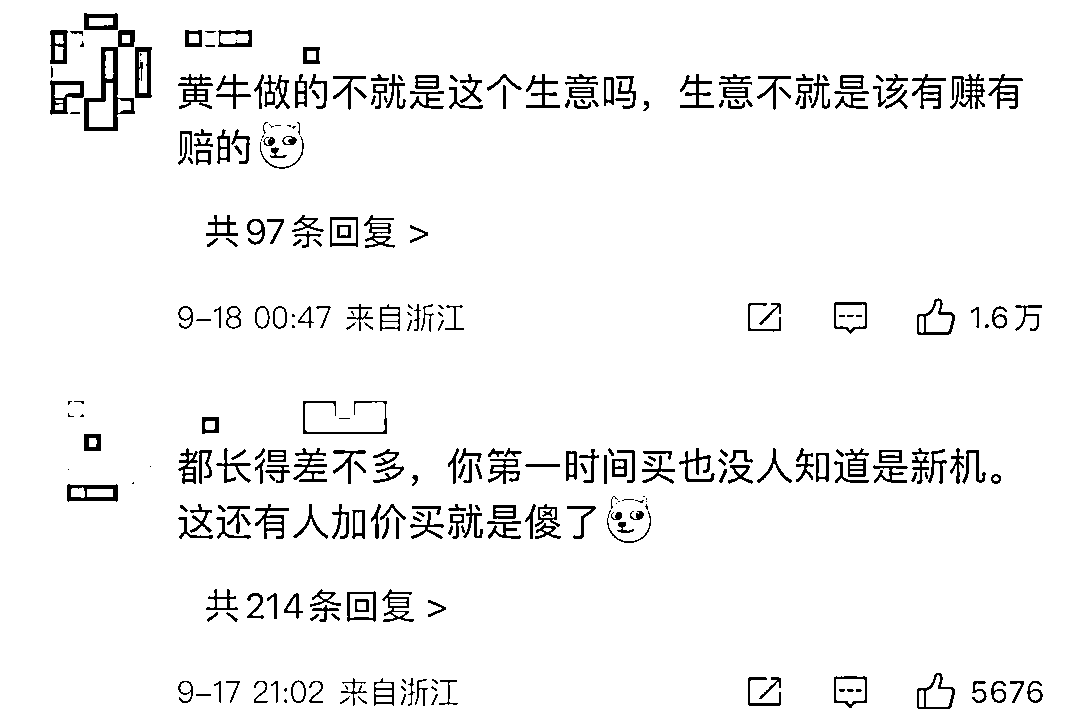 黄牛做的不就是这个生意吗，生意不就是该有赚有
赔的
共97条回复 >
9-18 00:47 来自浙江
1.6万
都长得差不多，你第一时间买也没人知道是新机。
这还有人加价买就是傻了
共214条回复 >
9-17 21:02 来自浙江
5676